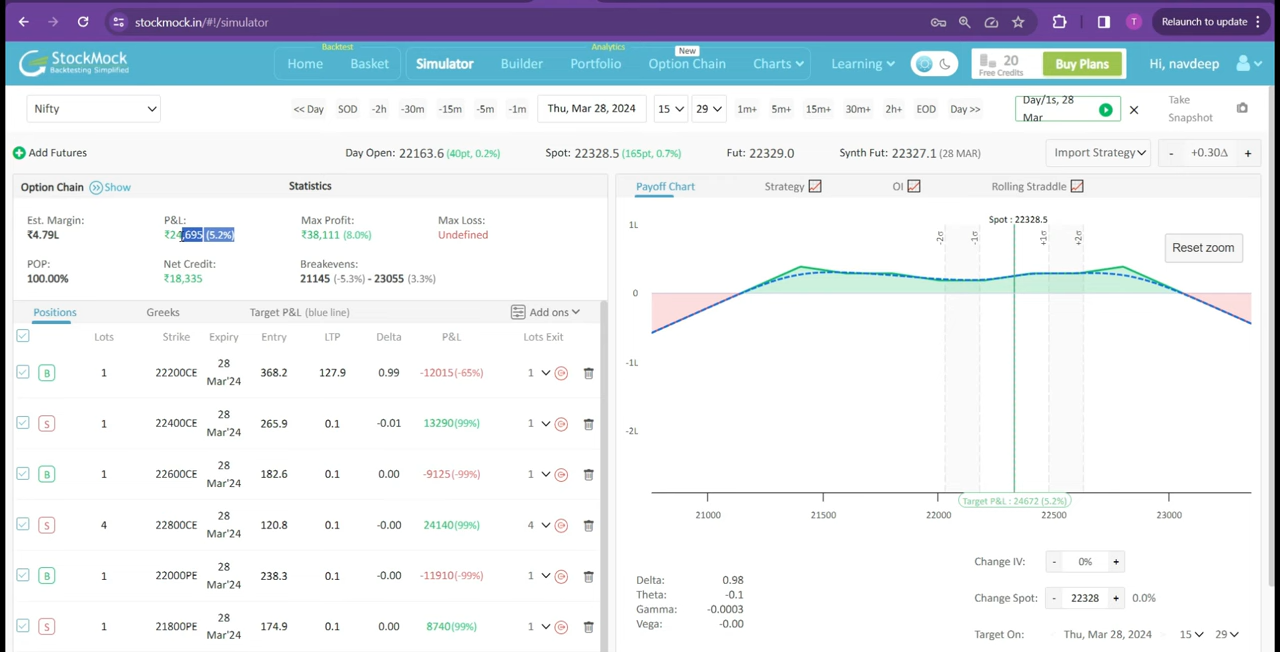 stockmock.in/#!/simulator
T
Relaunch to update
StockMock
Backtesting Simplified
Backtest
Home
Basket
Simulator
Builder
Analytics
Portfolio
New
Option Chain
Charts
Learning
20
Free Credits
Buy Plans
Hi, navdeep
Nifty
<< Day SOD -2h -30m -15m -5m -1m Thu, Mar 28, 2024 15 29 1m+ 5m+ 15m+ 30m+ 2h+ EOD Day >>
Day/1s, 28
Mar
Take
Snapshot
Add Futures
Day Open: 22163.6 (40pt, 0.2%)
Spot: 22328.5 (165pt, 0.7%)
Fut: 22329.0
Synth Fut: 22327.1 (28 MAR)
Import Strategy
- +0.30Δ +
Option Chain Show
Statistics
Est. Margin: P&L: Max Profit: Max Loss:
₹4.79L ₹24,695 (5.2%) ₹38,111 (8.0%) Undefined
POP: Net Credit: Breakevens:
100.00% ₹18,335 21145 (-5.3%) - 23055 (3.3%)
Positions Greeks Target P&L (blue line) Add ons
Lots Strike Expiry Entry LTP Delta P&L Lots Exit
B 1 22200CE 28 Mar'24 368.2 127.9 0.99 -12015(-65%) 1
S 1 22400CE 28 Mar'24 265.9 0.1 -0.01 13290(99%) 1
B 1 22600CE 28 Mar'24 182.6 0.1 0.00 -9125(-99%) 1
S 4 22800CE 28 Mar'24 120.8 0.1 -0.00 24140(99%) 4
B 1 22000PE 28 Mar'24 238.3 0.1 -0.00 -11910(-99%) 1
S 1 21800PE 28 Mar'24 174.9 0.1 0.00 8740(99%) 1
Payoff Chart Strategy OI Rolling Straddle
Spot : 22328.5
Reset zoom
-2σ -1σ +1σ +2σ
1L
0
-1L
-2L
Target P&L : 24672 (5.2%)
21000 21500 22000 22500 23000
Delta: 0.98
Theta: -0.1
Gamma: -0.0003
Vega: -0.00
Change IV: - 0% +
Change Spot: - 22328 + 0.0%
Target On: Thu, Mar 28, 2024 15 29